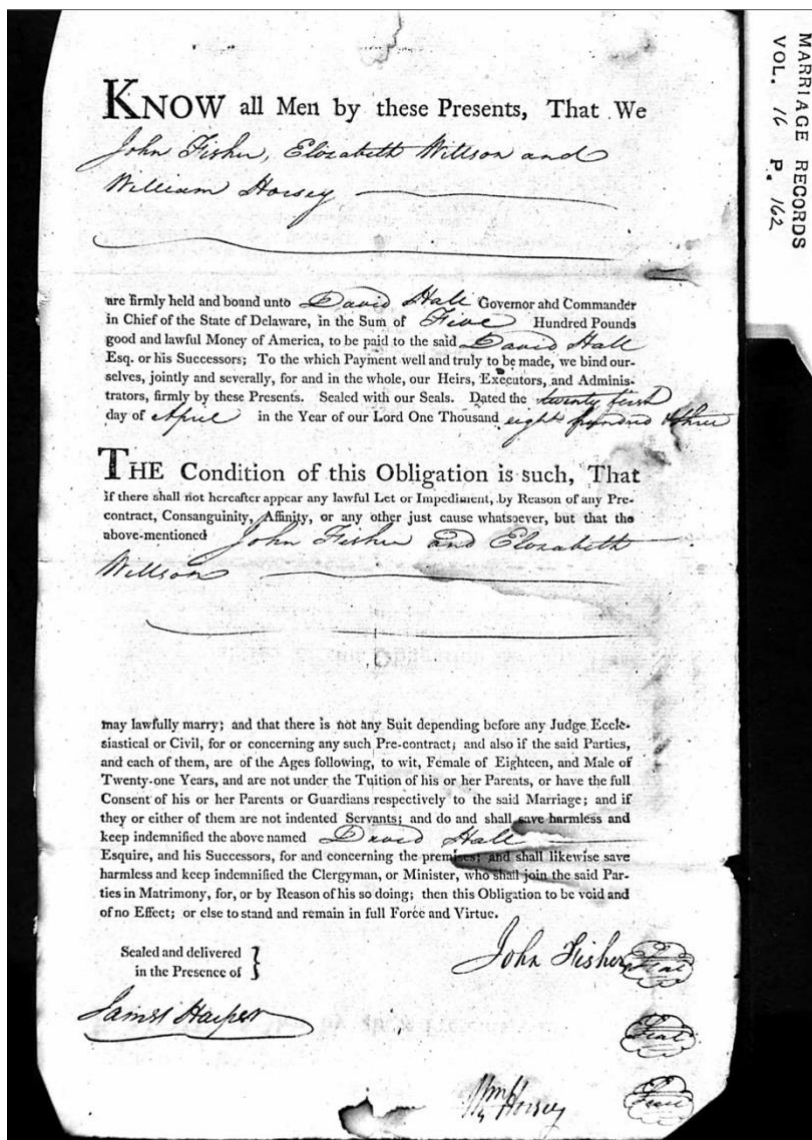 MARRIAGE RECORDS
VOL. 16 P. 162
KNOW all Men by these Presents, That We
John Fisher, Elizabeth Willson and
William Horsey
are firmly held and bound unto David Hall Governor and Commander
in Chief of the State of Delaware, in the Sum of Five Hundred Pounds
good and lawful Money of America, to be paid to the said David Hall
Esq. or his Successors; To the which Payment well and truly to be made, we bind our-
selves, jointly and severally, for and in the whole, our Heirs, Executors, and Adminis-
trators, firmly by these Presents. Sealed with our Seals. Dated the twenty first
day of April in the Year of our Lord One Thousand eight hundred & three
THE Condition of this Obligation is such, That
if there shall not hereafter appear any lawful Let or Impediment, by Reason of any Pre-
contract, Consanguinity, Affinity, or any other just cause whatsoever, but that the
above-mentioned John Fisher and Elizabeth
Willson
may lawfully marry; and that there is not any Suit depending before any Judge Eccle-
siastical or Civil, for or concerning any such Pre-contract; and also if the said Parties,
and each of them, are of the Ages following, to wit, Female of Eighteen, and Male of
Twenty-one Years, and are not under the Tuition of his or her Parents, or have the full
Consent of his or her Parents or Guardians respectively to the said Marriage; and if
they or either of them are not indented Servants; and do and shall save harmless and
keep indemnified the above named David Hall
Esquire, and his Successors, for and concerning the premises; and shall likewise save
harmless and keep indemnified the Clergyman, or Minister, who shall join the said Par-
ties in Matrimony, for, or by Reason of his so doing; then this Obligation to be void and
of no Effect; or else to stand and remain in full Force and Virtue.
Sealed and delivered
in the Presence of
John Fisher Seal
James Harper
Seal
Wm Horsey Seal